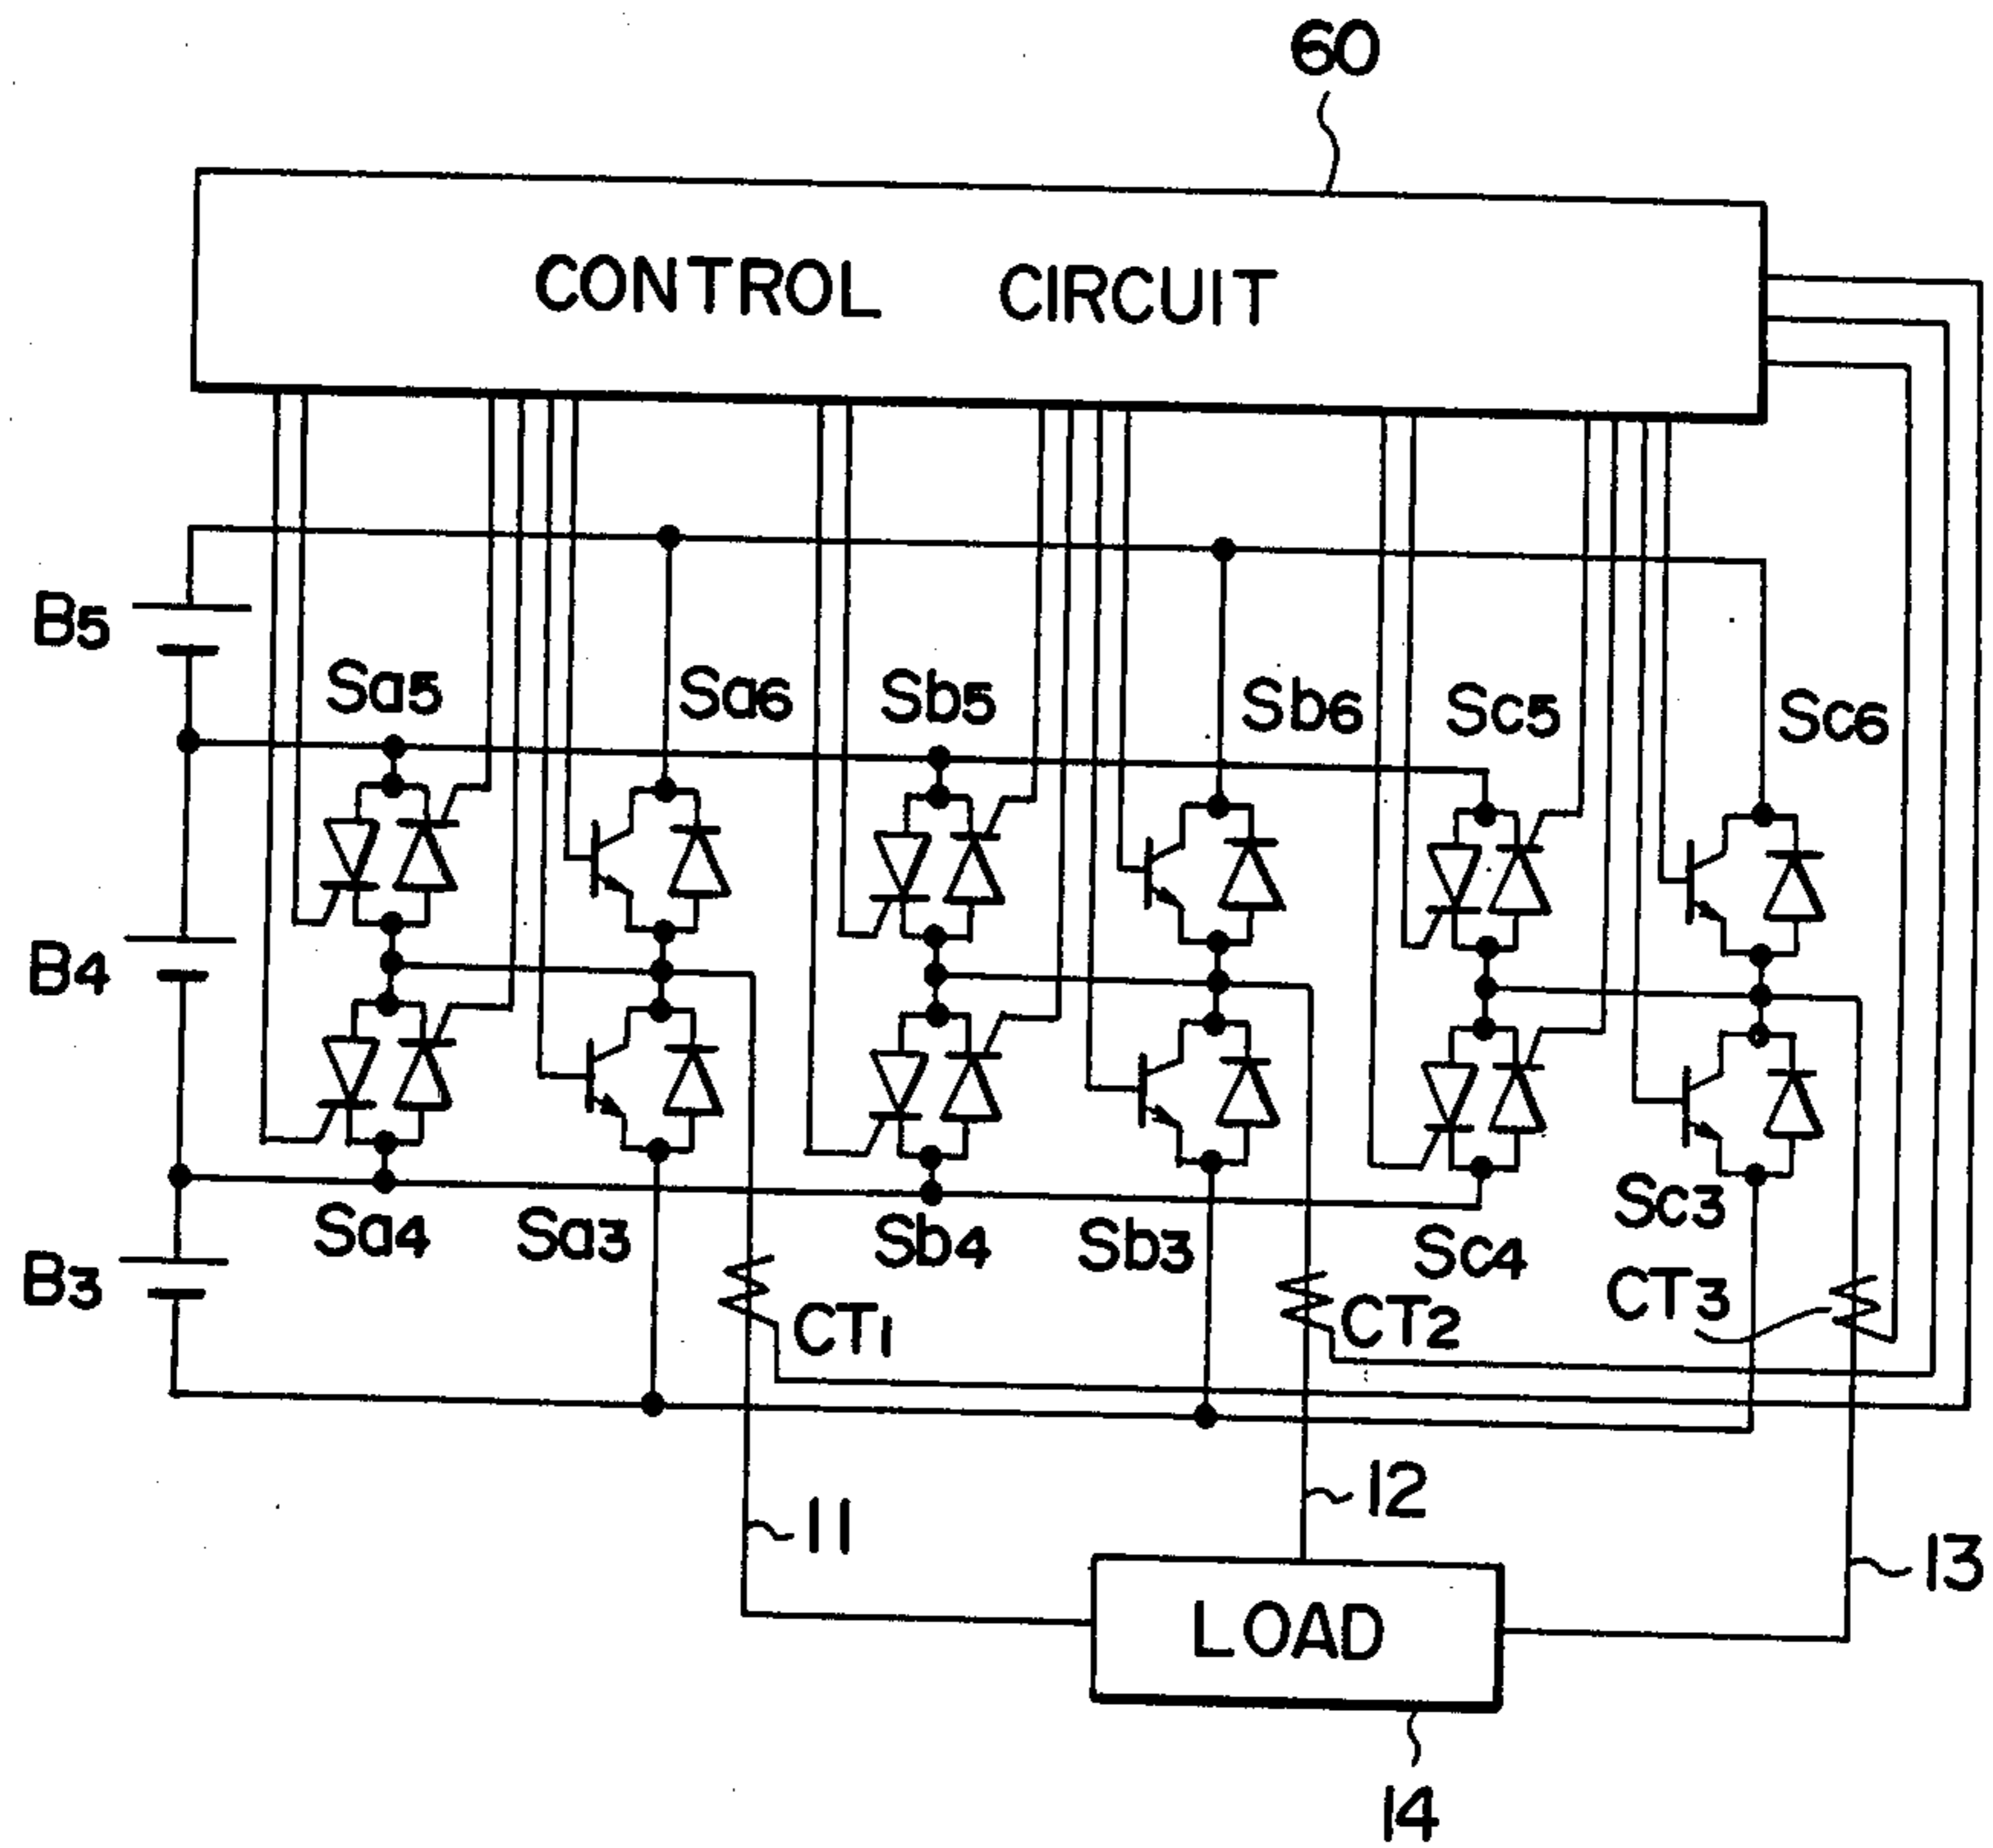 60
CONTROL CIRCUIT
B5
Sa5
Sa6
Sb5
Sb6
Sc5
Sc6
B4
Sa4
Sa3
Sb4
Sb3
Sc4
Sc3
B3
CT1
CT2
CT3
11
12
13
LOAD
14